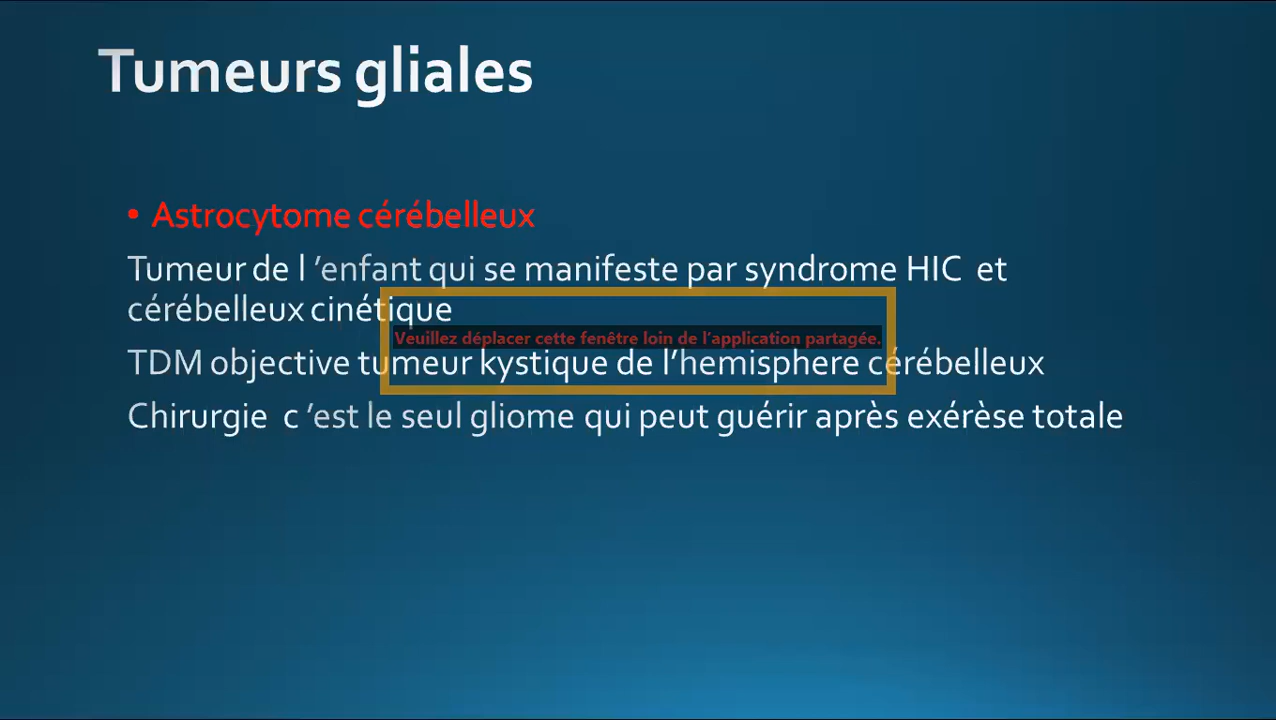 Tumeurs gliales
• Astrocytome cérébelleux
Tumeur de l ’enfant qui se manifeste par syndrome HIC et
cérébelleux cinétique
Veuillez déplacer cette fenêtre loin de l’application partagée.
TDM objective tumeur kystique de l’hemisphere cérébelleux
Chirurgie c ’est le seul gliome qui peut guérir après exérèse totale